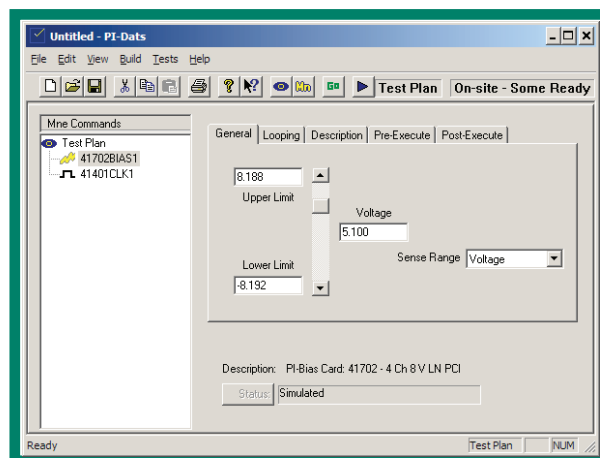 Untitled - PI-Dats
File Edit View Build Tests Help
Go Test Plan On-site - Some Ready
Mne Commands
Test Plan
41702BIAS1
41401CLK1
General Looping Description Pre-Execute Post-Execute
8.188
Upper Limit
Voltage
5.100
Sense Range Voltage
Lower Limit
-8.192
Description: PI-Bias Card: 41702 - 4 Ch 8 V LN PCI
Status: Simulated
Ready Test Plan NUM